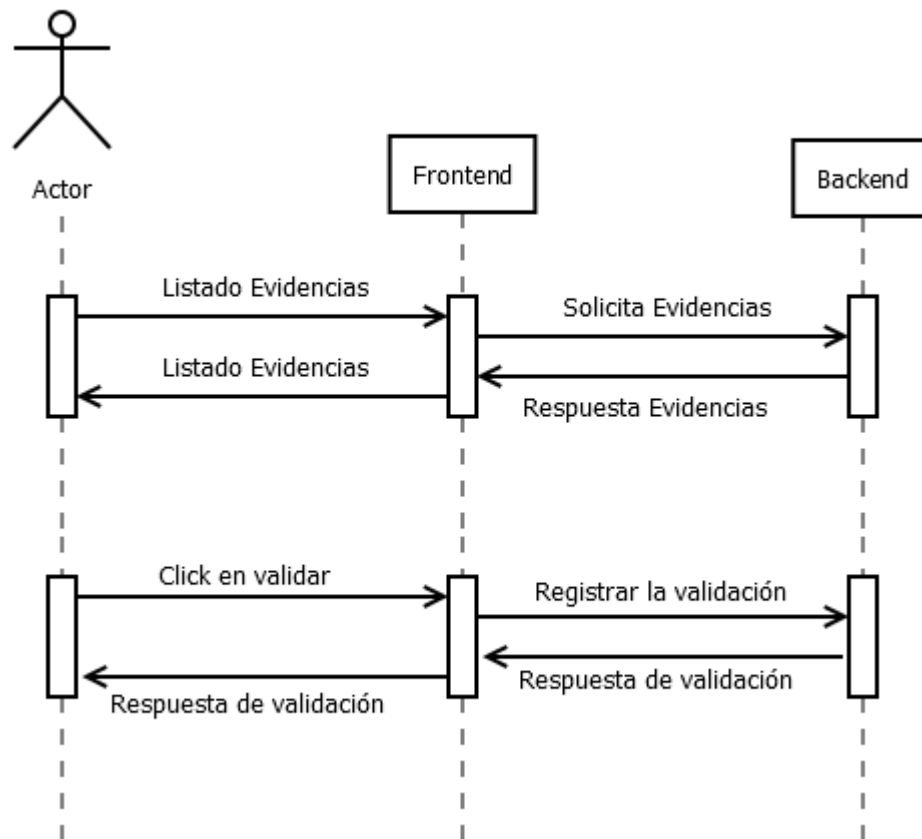 Actor
Frontend
Backend
Listado Evidencias
Solicita Evidencias
Listado Evidencias
Respuesta Evidencias
Click en validar
Registrar la validación
Respuesta de validación
Respuesta de validación